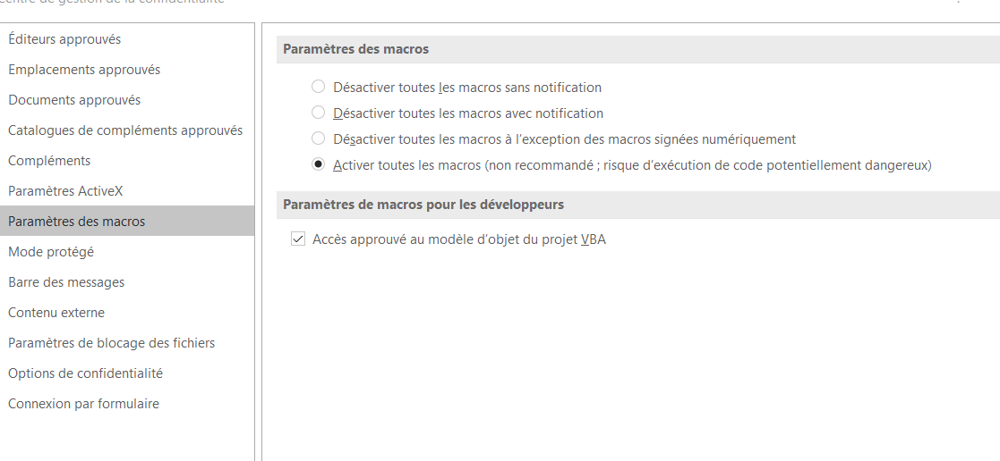 Centre de gestion de la confidentialité
Éditeurs approuvés
Emplacements approuvés
Documents approuvés
Catalogues de compléments approuvés
Compléments
Paramètres ActiveX
Paramètres des macros
Mode protégé
Barre des messages
Contenu externe
Paramètres de blocage des fichiers
Options de confidentialité
Connexion par formulaire
Paramètres des macros
Désactiver toutes les macros sans notification
Désactiver toutes les macros avec notification
Désactiver toutes les macros à l’exception des macros signées numériquement
Activer toutes les macros (non recommandé ; risque d’exécution de code potentiellement dangereux)
Paramètres de macros pour les développeurs
Accès approuvé au modèle d’objet du projet VBA